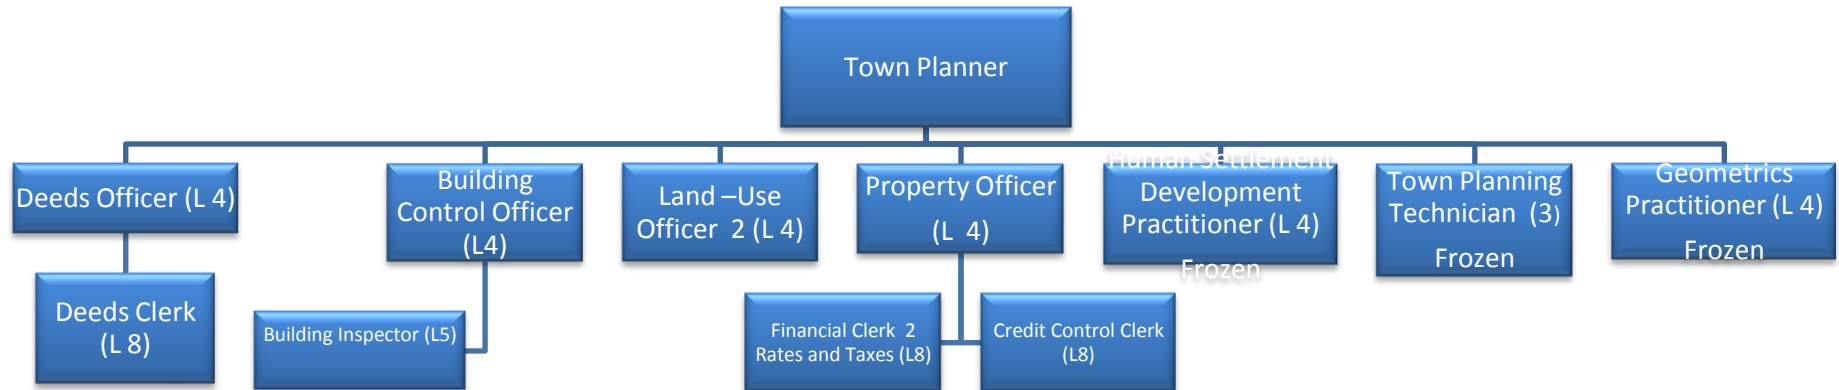 Town Planner
Deeds Officer (L 4)
Building
Control Officer
(L4)
Land –Use
Officer 2 (L 4)
Property Officer
(L 4)
Human Settlement
Development
Practitioner (L 4)
Frozen
Town Planning
Technician (3)
Frozen
Geometrics
Practitioner (L 4)
Frozen
Deeds Clerk
(L 8)
Building Inspector (L5)
Financial Clerk 2
Rates and Taxes (L8)
Credit Control Clerk
(L8)